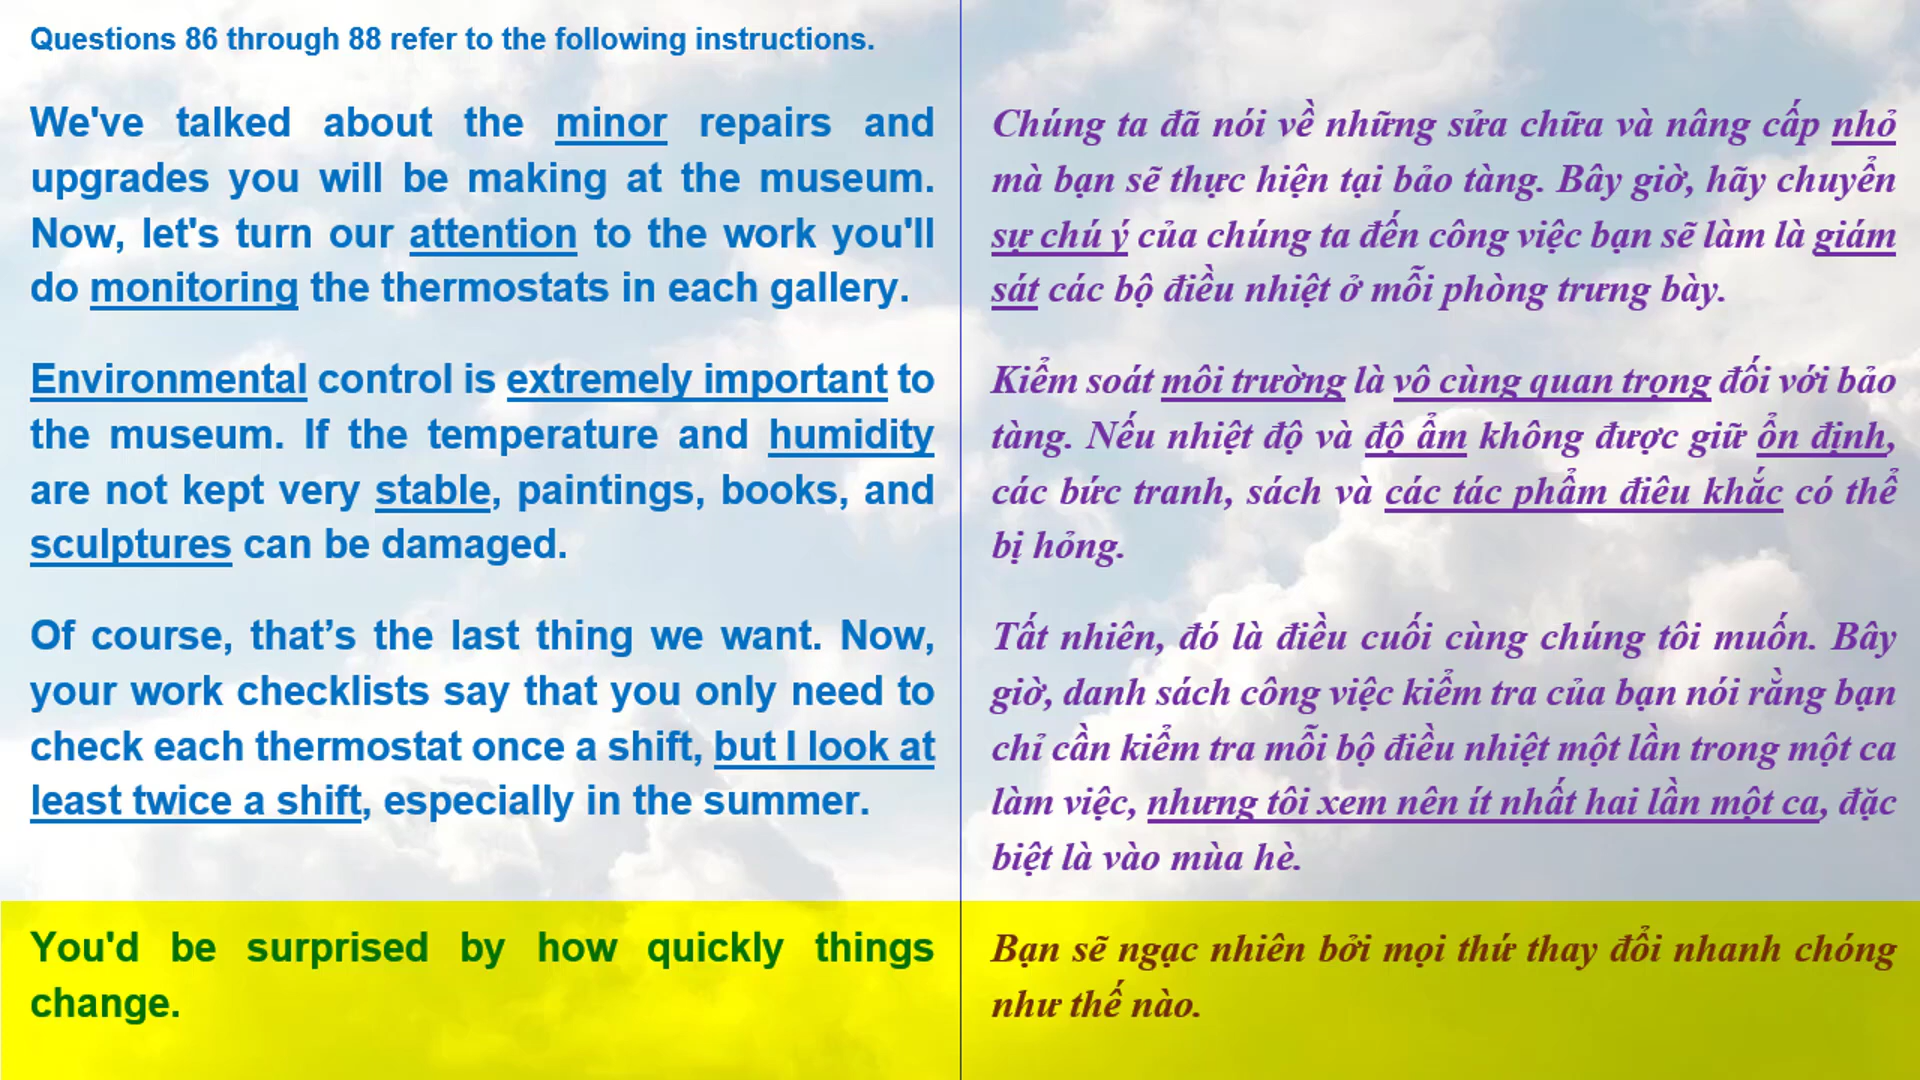 Questions 86 through 88 refer to the following instructions.
We've talked about the minor repairs and
upgrades you will be making at the museum.
Now, let's turn our attention to the work you'll
do monitoring the thermostats in each gallery.
Environmental control is extremely important to
the museum. If the temperature and humidity
are not kept very stable, paintings, books, and
sculptures can be damaged.
Of course, that’s the last thing we want. Now,
your work checklists say that you only need to
check each thermostat once a shift, but I look at
least twice a shift, especially in the summer.
You'd be surprised by how quickly things
change.
Chúng ta đã nói về những sửa chữa và nâng cấp nhỏ
mà bạn sẽ thực hiện tại bảo tàng. Bây giờ, hãy chuyển
sự chú ý của chúng ta đến công việc bạn sẽ làm là giám
sát các bộ điều nhiệt ở mỗi phòng trưng bày.
Kiểm soát môi trường là vô cùng quan trọng đối với bảo
tàng. Nếu nhiệt độ và độ ẩm không được giữ ổn định,
các bức tranh, sách và các tác phẩm điêu khắc có thể
bị hỏng.
Tất nhiên, đó là điều cuối cùng chúng tôi muốn. Bây
giờ, danh sách công việc kiểm tra của bạn nói rằng bạn
chỉ cần kiểm tra mỗi bộ điều nhiệt một lần trong một ca
làm việc, nhưng tôi xem nên ít nhất hai lần một ca, đặc
biệt là vào mùa hè.
Bạn sẽ ngạc nhiên bởi mọi thứ thay đổi nhanh chóng
như thế nào.